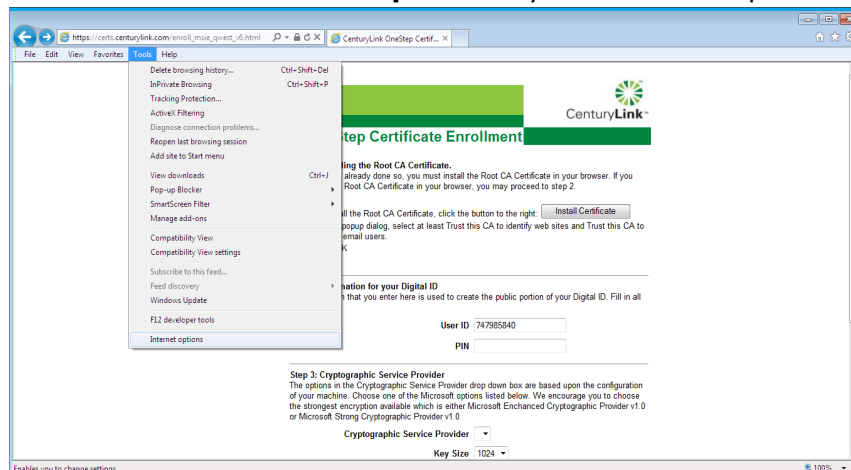 https://certs.centurylink.com/enroll_msie_qwest_v6.html
CenturyLink OneStep Certif...
File Edit View Favorites Tools Help
Delete browsing history... Ctrl+Shift+Del
InPrivate Browsing Ctrl+Shift+P
Tracking Protection...
ActiveX Filtering
Diagnose connection problems...
Reopen last browsing session
Add site to Start menu
View downloads Ctrl+J
Pop-up Blocker
SmartScreen Filter
Manage add-ons
Compatibility View
Compatibility View settings
Subscribe to this feed...
Feed discovery
Windows Update
F12 developer tools
Internet options
CenturyLink™
Step Certificate Enrollment
ling the Root CA Certificate.
already done so, you must install the Root CA Certificate in your browser. If you
Root CA Certificate in your browser, you may proceed to step 2.
ll the Root CA Certificate, click the button to the right: Install Certificate
popup dialog, select at least Trust this CA to identify web sites and Trust this CA to
email users.
K
mation for your Digital ID
n that you enter here is used to create the public portion of your Digital ID. Fill in all
User ID 747985840
PIN
Step 3: Cryptographic Service Provider
The options in the Cryptographic Service Provider drop down box are based upon the configuration
of your machine. Choose one of the Microsoft options listed below. We encourage you to choose
the strongest encryption available which is either Microsoft Enchanced Cryptographic Provider v1.0
or Microsoft Strong Cryptographic Provider v1.0
Cryptographic Service Provider
Key Size 1024
Enables you to change settings.
100%